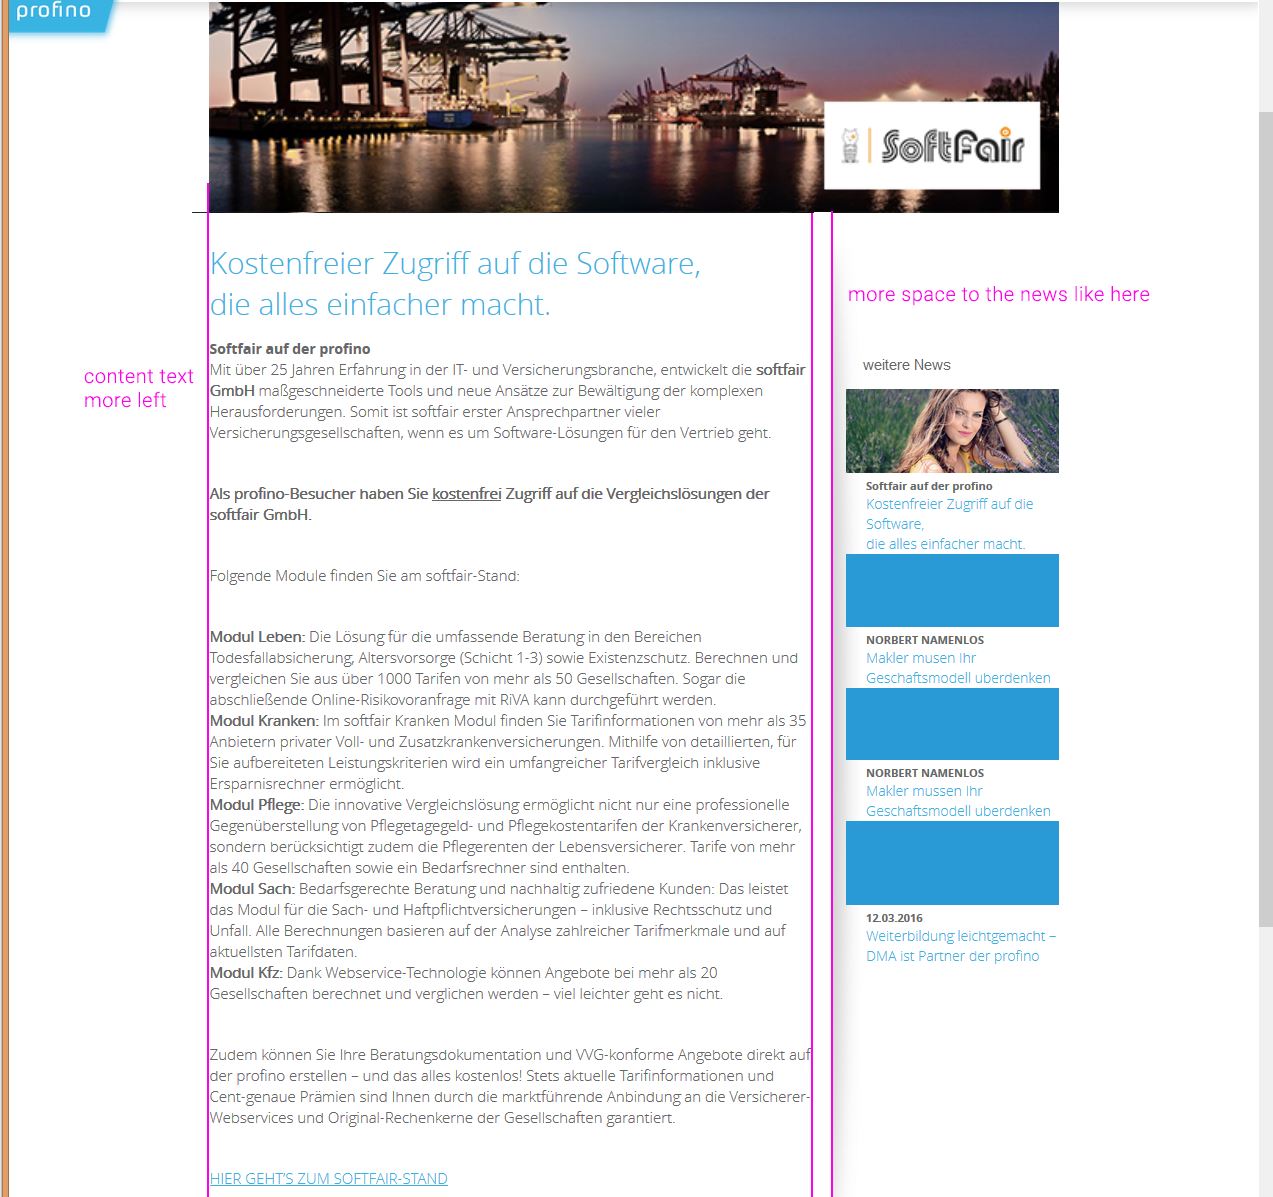 profino
SoftFair
Kostenfreier Zugriff auf die Software,
die alles einfacher macht.
more space to the news like here
Softfair auf der profino
Mit über 25 Jahren Erfahrung in der IT- und Versicherungsbranche, entwickelt die softfair
GmbH maßgeschneiderte Tools und neue Ansätze zur Bewältigung der komplexen
Herausforderungen. Somit ist softfair erster Ansprechpartner vieler
Versicherungsgesellschaften, wenn es um Software-Lösungen für den Vertrieb geht.
content text
more left
Als profino-Besucher haben Sie kostenfrei Zugriff auf die Vergleichslösungen der
softfair GmbH.
Folgende Module finden Sie am softfair-Stand:
Modul Leben: Die Lösung für die umfassende Beratung in den Bereichen
Todesfallabsicherung, Altersvorsorge (Schicht 1-3) sowie Existenzschutz. Berechnen und
vergleichen Sie aus über 1000 Tarifen von mehr als 50 Gesellschaften. Sogar die
abschließende Online-Risikovoranfrage mit RiVA kann durchgeführt werden.
Modul Kranken: Im softfair Kranken Modul finden Sie Tarifinformationen von mehr als 35
Anbietern privater Voll- und Zusatzkrankenversicherungen. Mithilfe von detaillierten, für
Sie aufbereiteten Leistungskriterien wird ein umfangreicher Tarifvergleich inklusive
Ersparnisrechner ermöglicht.
Modul Pflege: Die innovative Vergleichslösung ermöglicht nicht nur eine professionelle
Gegenüberstellung von Pflegetagegeld- und Pflegekostentarifen der Krankenversicherer,
sondern berücksichtigt zudem die Pflegerenten der Lebensversicherer. Tarife von mehr
als 40 Gesellschaften sowie ein Bedarfsrechner sind enthalten.
Modul Sach: Bedarfsgerechte Beratung und nachhaltig zufriedene Kunden: Das leistet
das Modul für die Sach- und Haftpflichtversicherungen – inklusive Rechtsschutz und
Unfall. Alle Berechnungen basieren auf der Analyse zahlreicher Tarifmerkmale und auf
aktuellsten Tarifdaten.
Modul Kfz: Dank Webservice-Technologie können Angebote bei mehr als 20
Gesellschaften berechnet und verglichen werden – viel leichter geht es nicht.
Zudem können Sie Ihre Beratungsdokumentation und VVG-konforme Angebote direkt auf
der profino erstellen – und das alles kostenlos! Stets aktuelle Tarifinformationen und
Cent-genaue Prämien sind Ihnen durch die marktführende Anbindung an die Versicherer-
Webservices und Original-Rechenkerne der Gesellschaften garantiert.
HIER GEHT'S ZUM SOFTFAIR-STAND
weitere News
Softfair auf der profino
Kostenfreier Zugriff auf die
Software,
die alles einfacher macht.
NORBERT NAMENLOS
Makler musen Ihr
Geschaftsmodell uberdenken
NORBERT NAMENLOS
Makler mussen Ihr
Geschaftsmodell uberdenken
12.03.2016
Weiterbildung leichtgemacht –
DMA ist Partner der profino